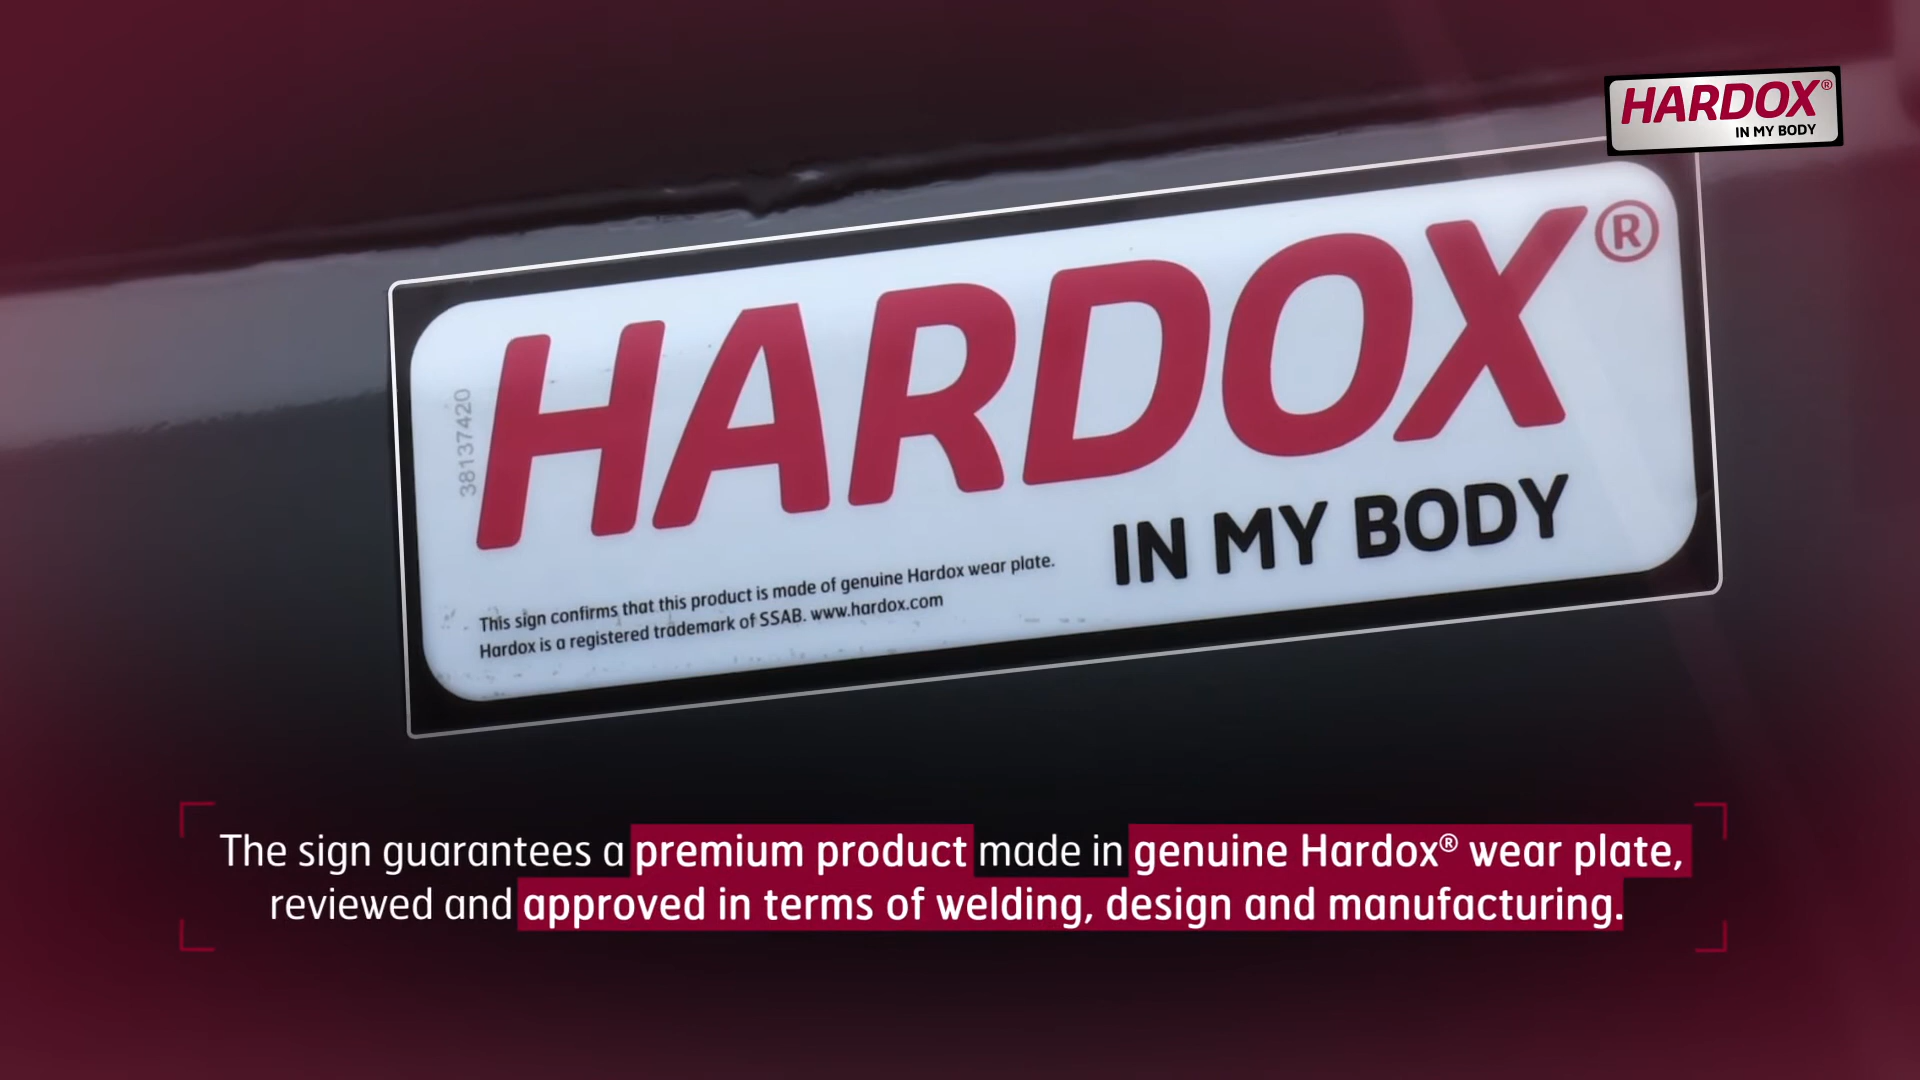 HARDOX®
IN MY BODY
HARDOX®
IN MY BODY
38137420
This sign confirms that this product is made of genuine Hardox wear plate.
Hardox is a registered trademark of SSAB. www.hardox.com
The sign guarantees a premium product made in genuine Hardox® wear plate,
reviewed and approved in terms of welding, design and manufacturing.